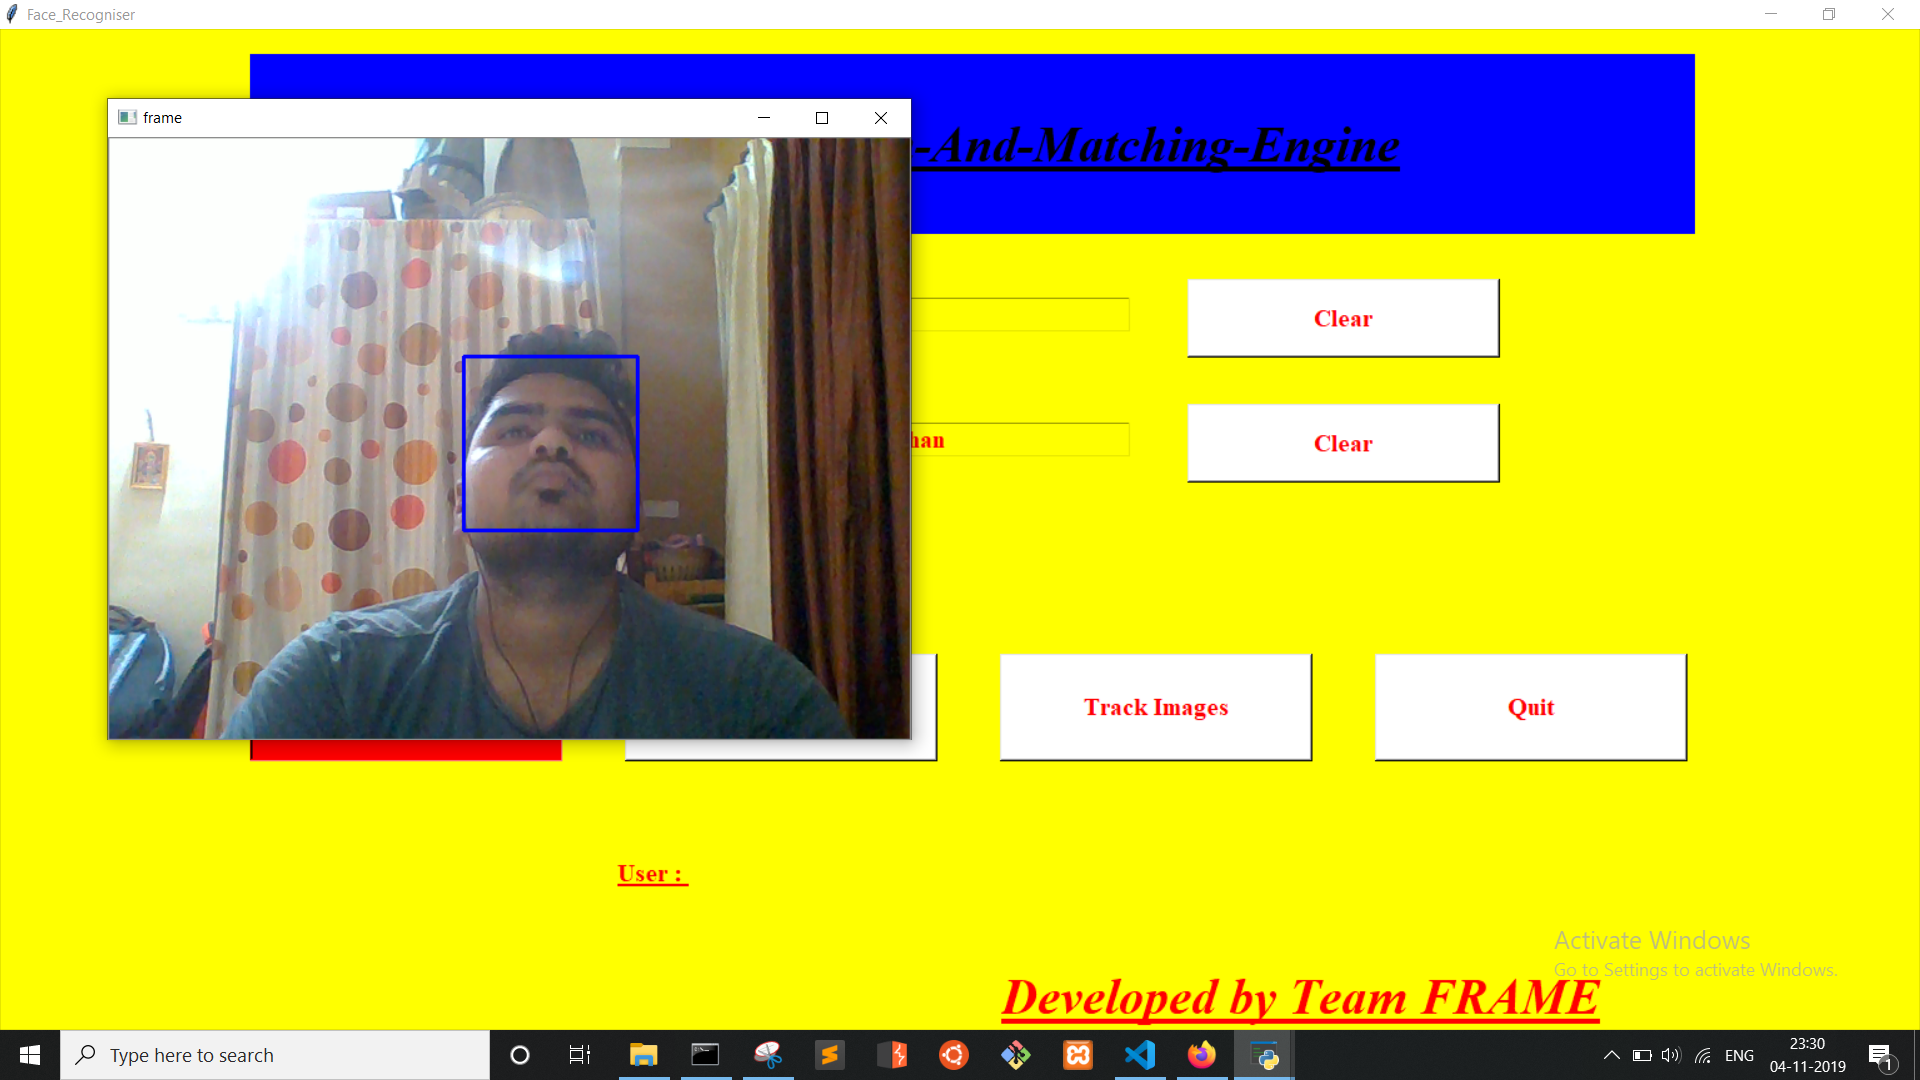 Face_Recogniser
frame
-And-Matching-Engine
Clear
han
Clear
Track Images
Quit
User :
Activate Windows
Go to Settings to activate Windows.
Developed by Team FRAME
Type here to search
ENG
23:30
04-11-2019
1